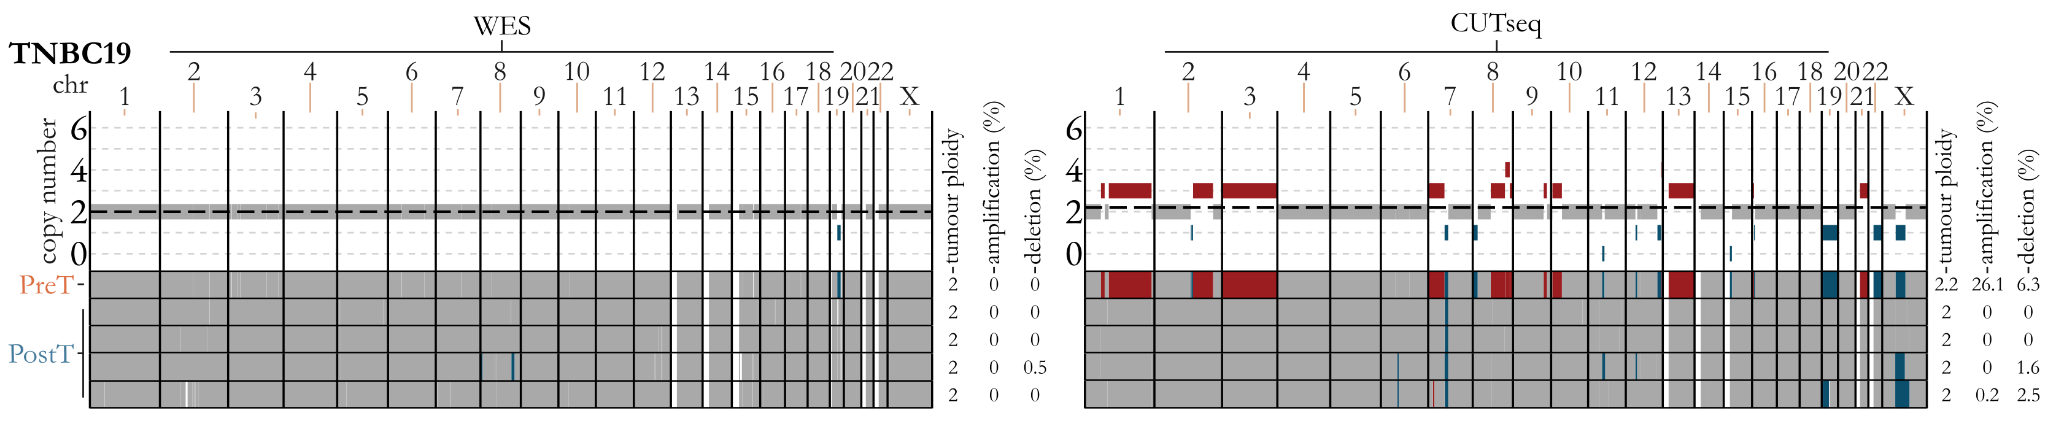 WES
TNBC19
chr
2 4 6 8 10 12 14 16 18 20 22
1 3 5 7 9 11 13 15 17 19 21 X
copy number
6
4
2
0
tumour ploidy
amplification (%)
deletion (%)
PreT
2 0 0
2 0 0
2 0 0
PostT
2 0 0.5
2 0 0
CUTseq
2 4 6 8 10 12 14 16 18 20 22
1 3 5 7 9 11 13 15 17 19 21 X
6
4
2
0
tumour ploidy
amplification (%)
deletion (%)
2.2 26.1 6.3
2 0 0
2 0 0
2 0 1.6
2 0.2 2.5